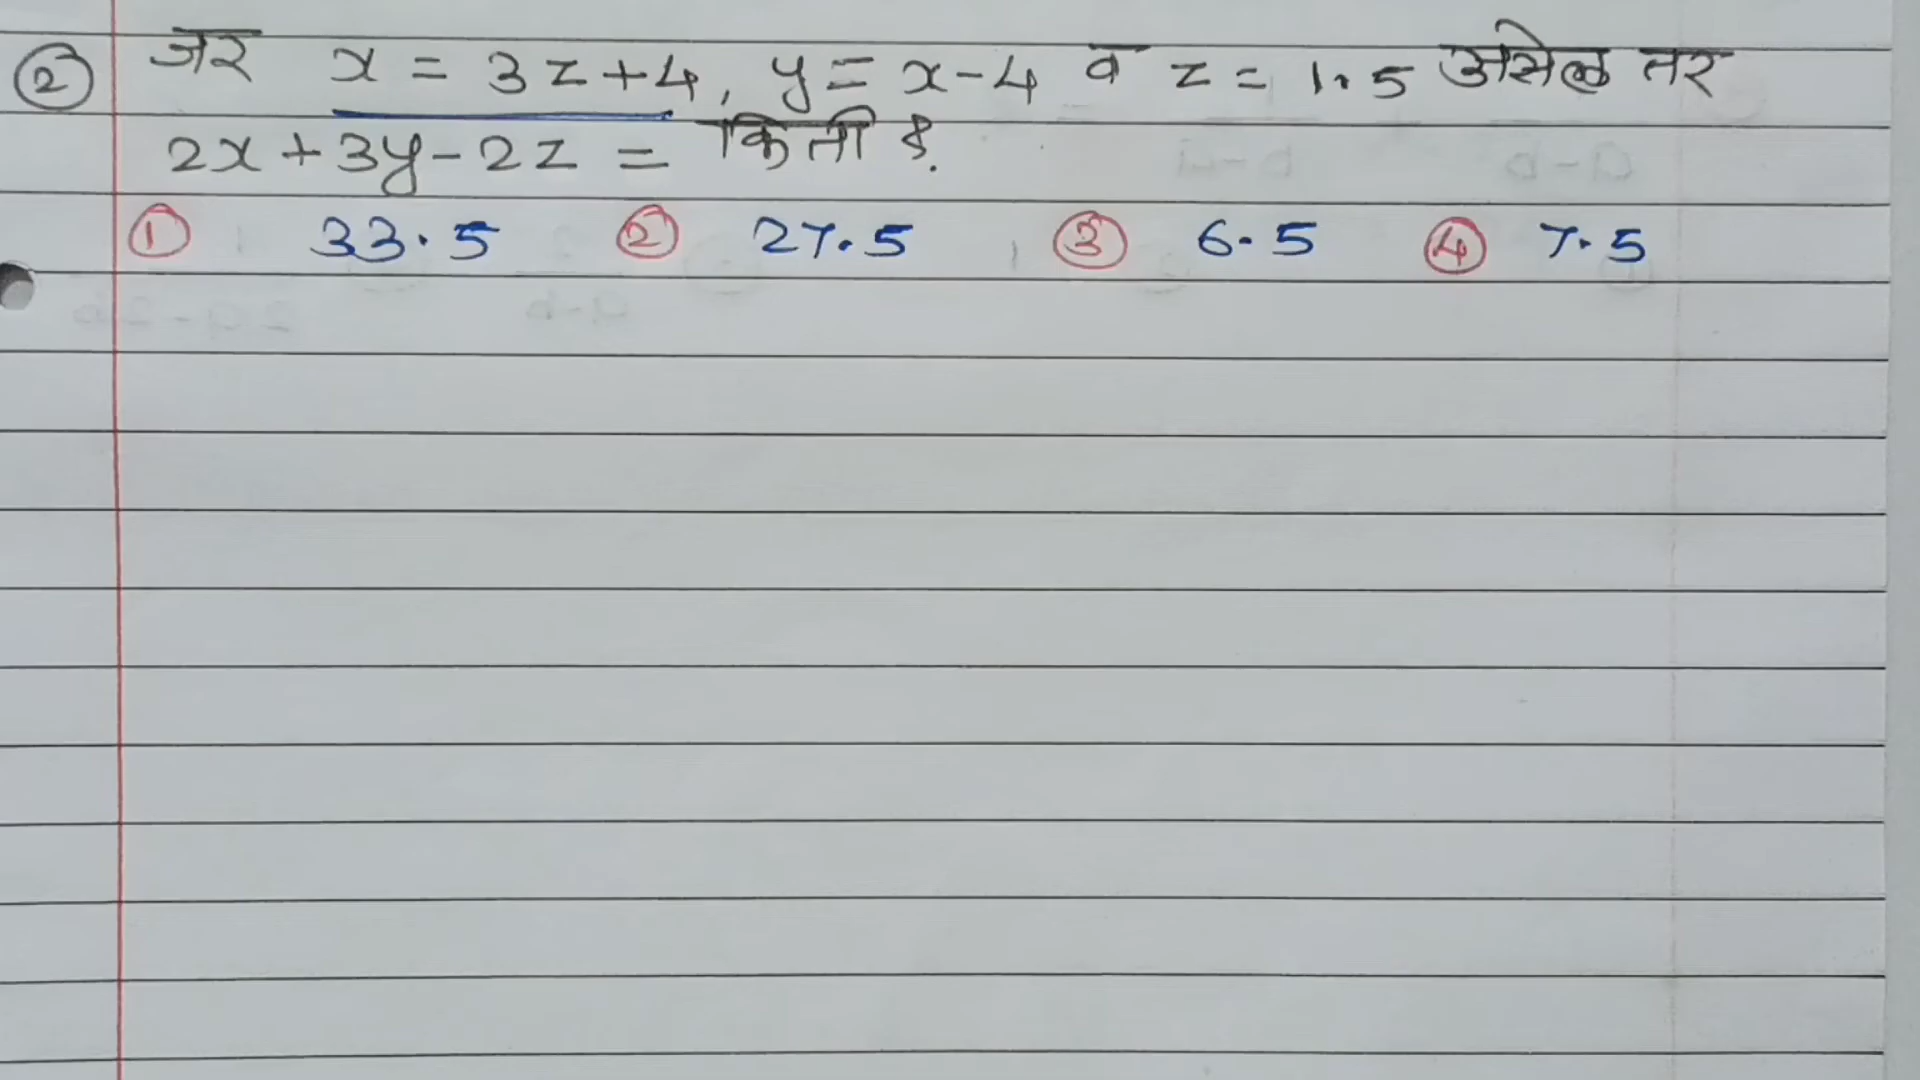 ② जर x = 3z+4, y = x-4 व z = 1.5 असेल तर
2x+3y-2z = किती ?.
① 33.5 ② 27.5 ③ 6.5 ④ 7.5